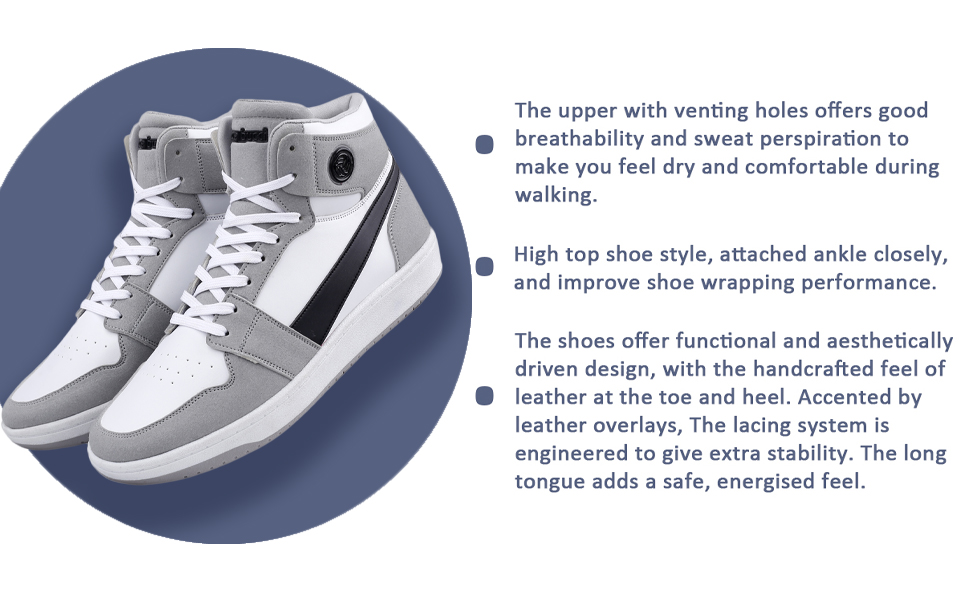 The upper with venting holes offers good
breathability and sweat perspiration to
make you feel dry and comfortable during
walking.
High top shoe style, attached ankle closely,
and improve shoe wrapping performance.
The shoes offer functional and aesthetically
driven design, with the handcrafted feel of
leather at the toe and heel. Accented by
leather overlays, The lacing system is
engineered to give extra stability. The long
tongue adds a safe, energised feel.